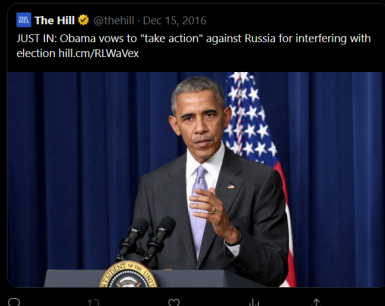 The Hill @thehill · Dec 15, 2016
JUST IN: Obama vows to "take action" against Russia for interfering with
election hill.cm/RLWaVex